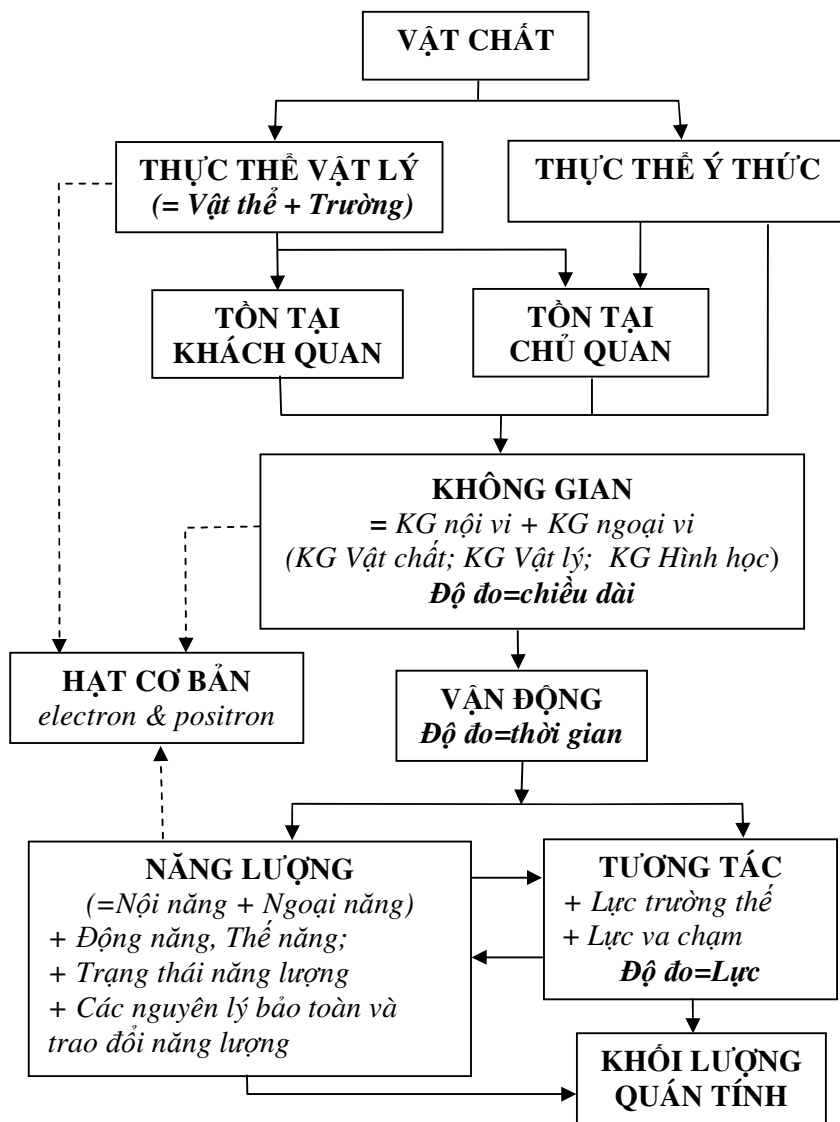 VẬT CHẤT
THỰC THỂ VẬT LÝ
(= Vật thể + Trường)
THỰC THỂ Ý THỨC
TỒN TẠI
KHÁCH QUAN
TỒN TẠI
CHỦ QUAN
KHÔNG GIAN
= KG nội vi + KG ngoại vi
(KG Vật chất; KG Vật lý; KG Hình học)
Độ đo=chiều dài
HẠT CƠ BẢN
electron & positron
VẬN ĐỘNG
Độ đo=thời gian
NĂNG LƯỢNG
(=Nội năng + Ngoại năng)
+ Động năng, Thế năng;
+ Trạng thái năng lượng
+ Các nguyên lý bảo toàn và
trao đổi năng lượng
TƯƠNG TÁC
+ Lực trường thế
+ Lực va chạm
Độ đo=Lực
KHỐI LƯỢNG
QUÁN TÍNH